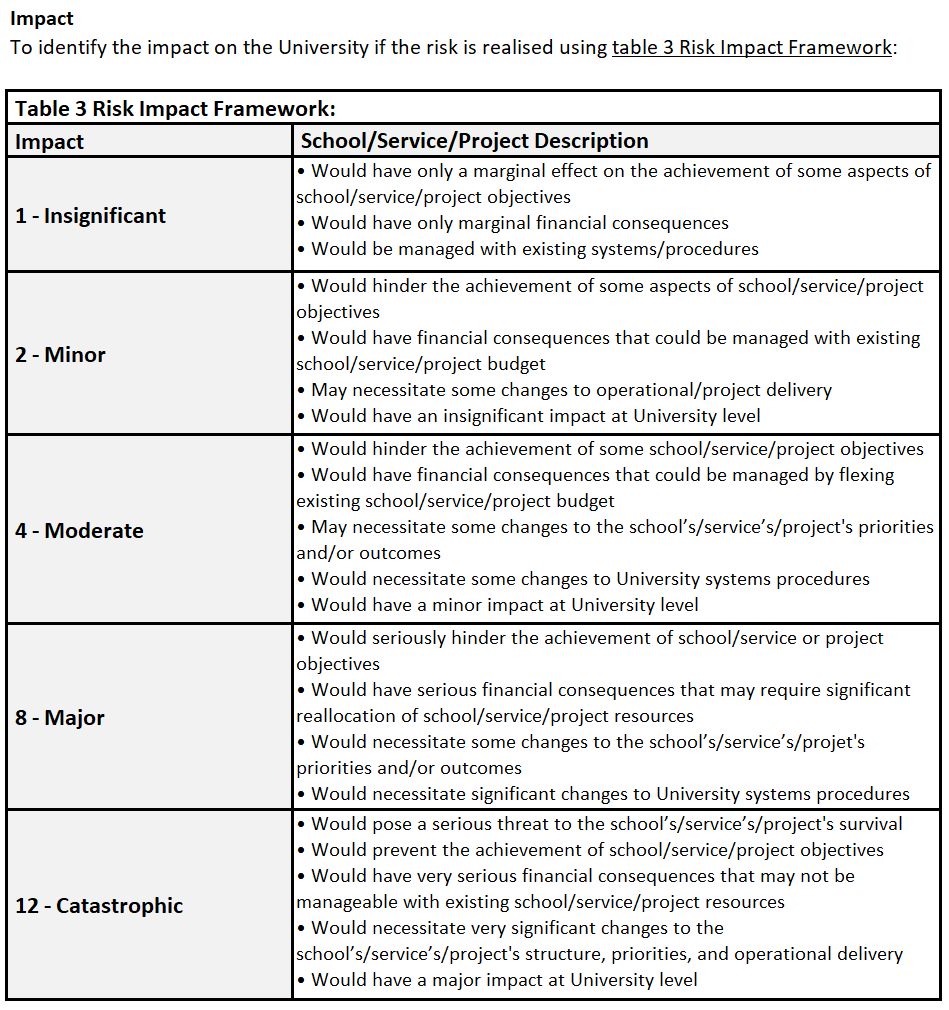 Impact
To identify the impact on the University if the risk is realised using table 3 Risk Impact Framework:
Table 3 Risk Impact Framework:
Impact
School/Service/Project Description
1 - Insignificant
• Would have only a marginal effect on the achievement of some aspects of
school/service/project objectives
• Would have only marginal financial consequences
• Would be managed with existing systems/procedures
2 - Minor
• Would hinder the achievement of some aspects of school/service/project
objectives
• Would have financial consequences that could be managed with existing
school/service/project budget
• May necessitate some changes to operational/project delivery
• Would have an insignificant impact at University level
4 - Moderate
• Would hinder the achievement of some school/service/project objectives
• Would have financial consequences that could be managed by flexing
existing school/service/project budget
• May necessitate some changes to the school’s/service’s/project's priorities
and/or outcomes
• Would necessitate some changes to University systems procedures
• Would have a minor impact at University level
8 - Major
• Would seriously hinder the achievement of school/service or project
objectives
• Would have serious financial consequences that may require significant
reallocation of school/service/project resources
• Would necessitate some changes to the school’s/service’s/projet's
priorities and/or outcomes
• Would necessitate significant changes to University systems procedures
12 - Catastrophic
• Would pose a serious threat to the school’s/service’s/project's survival
• Would prevent the achievement of school/service/project objectives
• Would have very serious financial consequences that may not be
manageable with existing school/service/project resources
• Would necessitate very significant changes to the
school’s/service’s/project's structure, priorities, and operational delivery
• Would have a major impact at University level